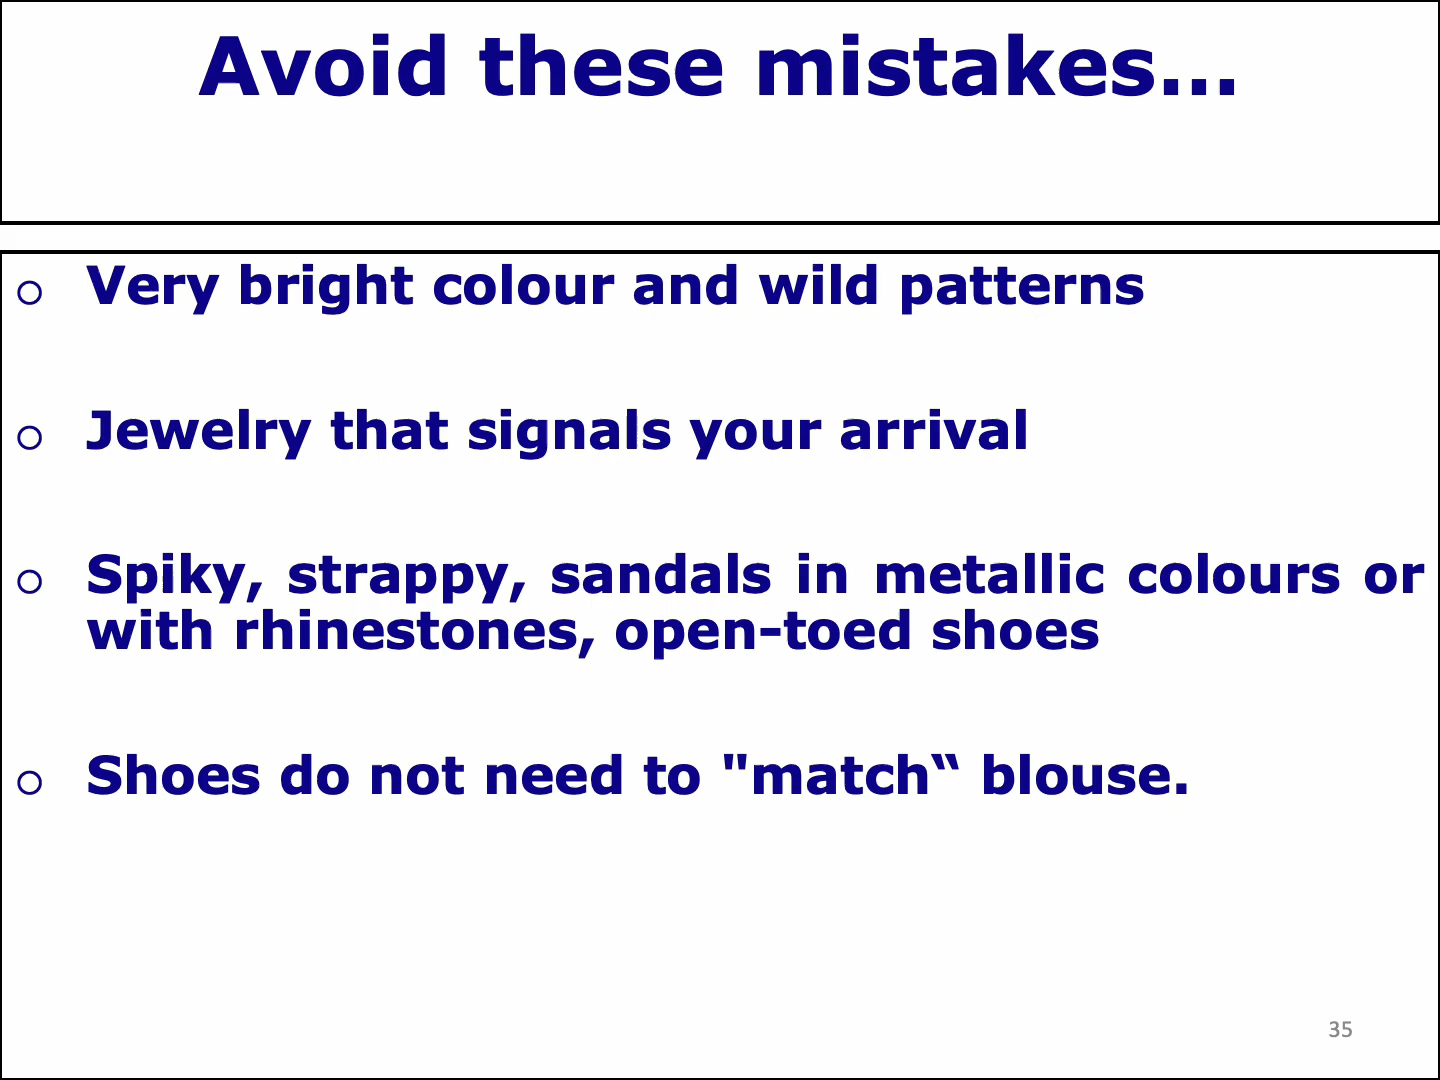 Avoid these mistakes…
○ Very bright colour and wild patterns
○ Jewelry that signals your arrival
○ Spiky, strappy, sandals in metallic colours or
with rhinestones, open-toed shoes
○ Shoes do not need to "match“ blouse.
35